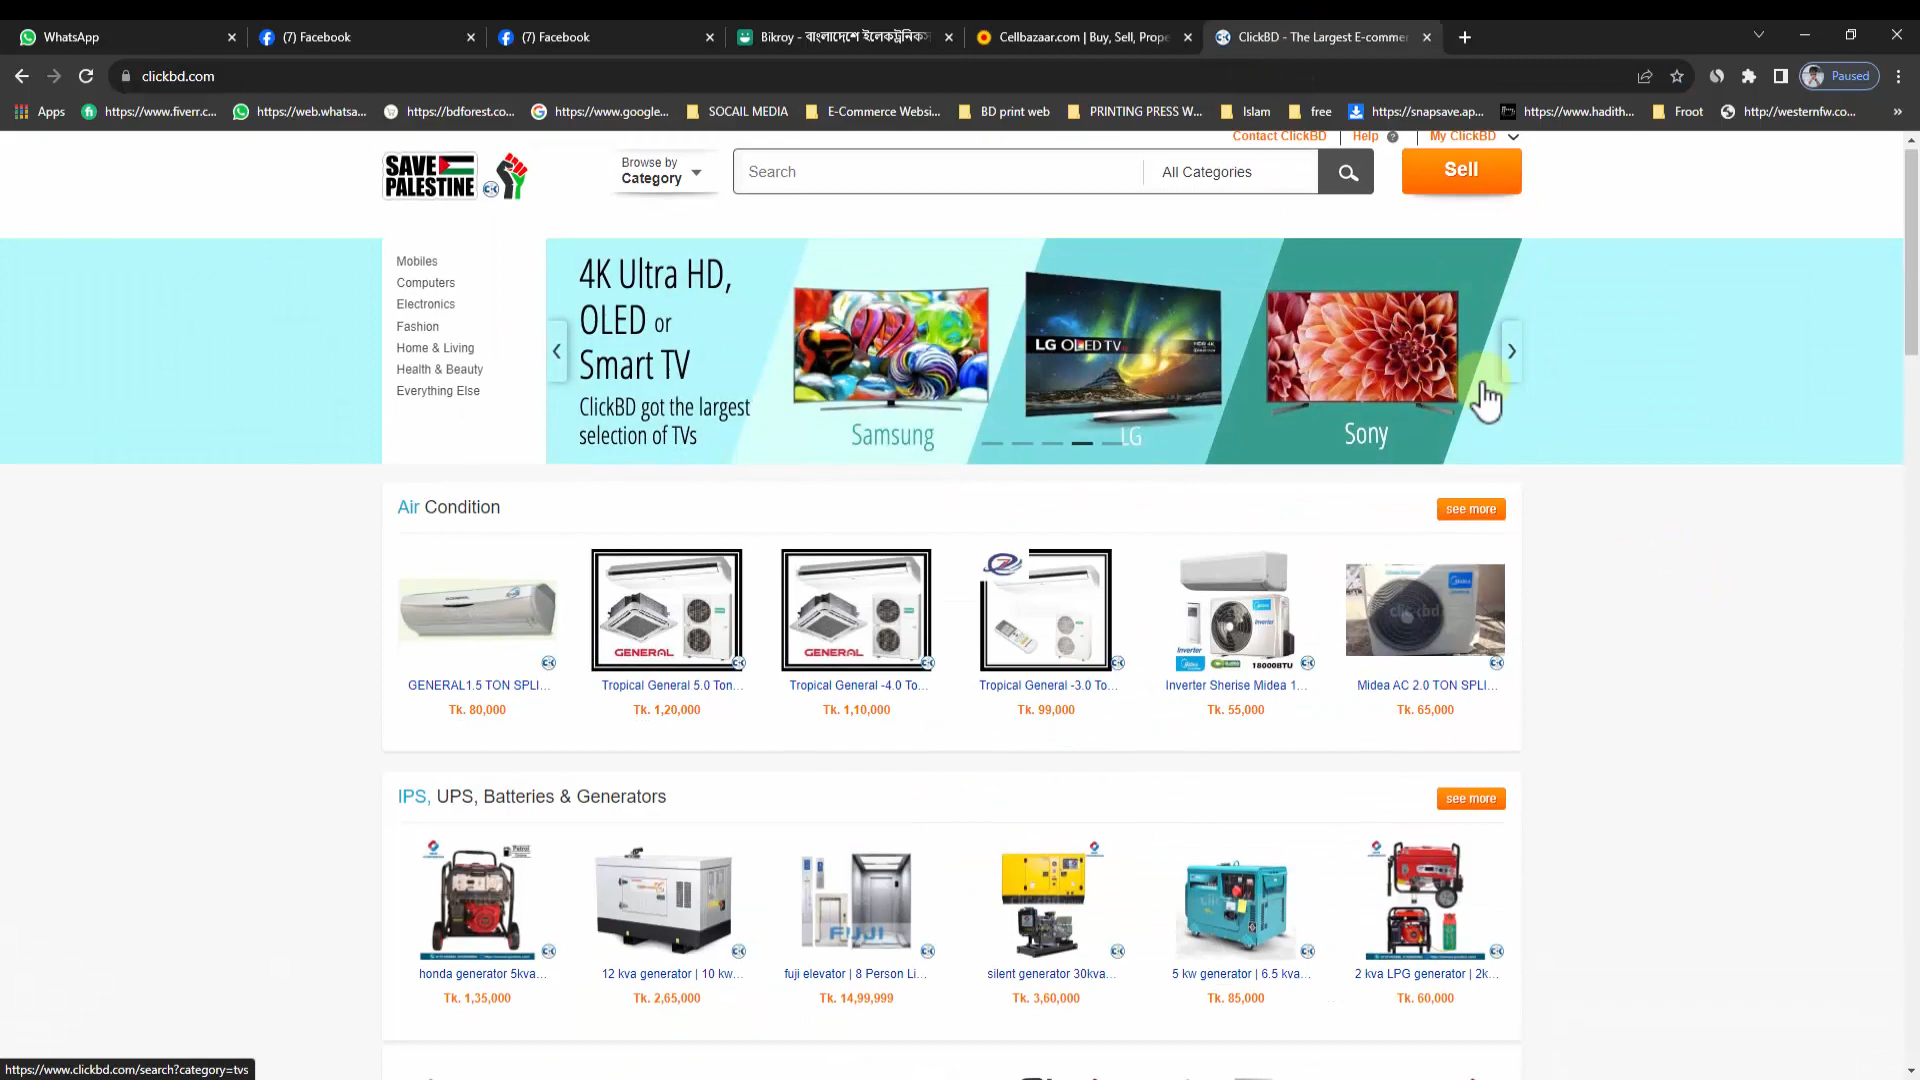 WhatsApp
(7) Facebook
(7) Facebook
Bikroy - বাংলাদেশে ইলেকট্রনিকস
Cellbazaar.com | Buy, Sell, Prope
ClickBD - The Largest E-commer
clickbd.com
Paused
Apps
https://www.fiverr.c...
https://web.whatsa...
https://bdforest.co...
https://www.google...
SOCAIL MEDIA
E-Commerce Websi...
BD print web
PRINTING PRESS W...
Islam
free
https://snapsave.ap...
https://www.hadith...
Froot
http://westernfw.co...
Contact ClickBD
Help
My ClickBD
SAVE
PALESTINE
Browse by
Category
Search
All Categories
Sell
Mobiles
Computers
Electronics
Fashion
Home & Living
Health & Beauty
Everything Else
4K Ultra HD,
OLED or
Smart TV
ClickBD got the largest
selection of TVs
Samsung
LG OLED TV
LG
Sony
Air Condition
see more
GENERAL
GENERAL
Inverter
18000BTU
GENERAL1.5 TON SPLI...
Tropical General 5.0 Ton...
Tropical General -4.0 To...
Tropical General -3.0 To...
Inverter Sherise Midea 1...
Midea AC 2.0 TON SPLI...
Tk. 80,000
Tk. 1,20,000
Tk. 1,10,000
Tk. 99,000
Tk. 55,000
Tk. 65,000
IPS, UPS, Batteries & Generators
see more
FUJI
honda generator 5kva...
12 kva generator | 10 kw...
fuji elevator | 8 Person Li...
silent generator 30kva...
5 kw generator | 6.5 kva...
2 kva LPG generator | 2k...
Tk. 1,35,000
Tk. 2,65,000
Tk. 14,99,999
Tk. 3,60,000
Tk. 85,000
Tk. 60,000
https://www.clickbd.com/search?category=tvs